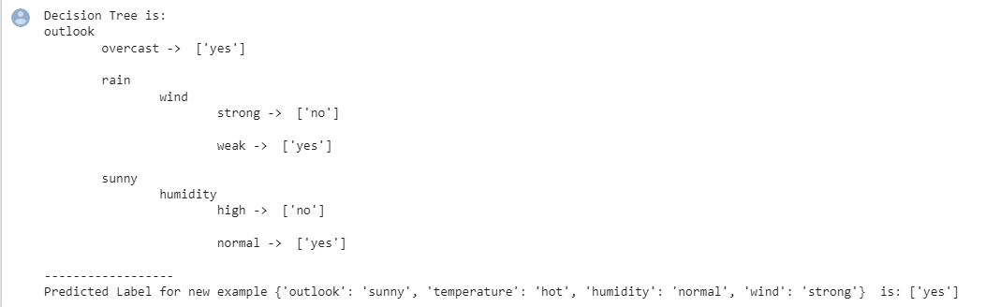 Decision Tree is:
outlook
overcast -> ['yes']
rain
wind
strong -> ['no']
weak -> ['yes']
sunny
humidity
high -> ['no']
normal -> ['yes']
------------------
Predicted Label for new example {'outlook': 'sunny', 'temperature': 'hot', 'humidity': 'normal', 'wind': 'strong'} is: ['yes']